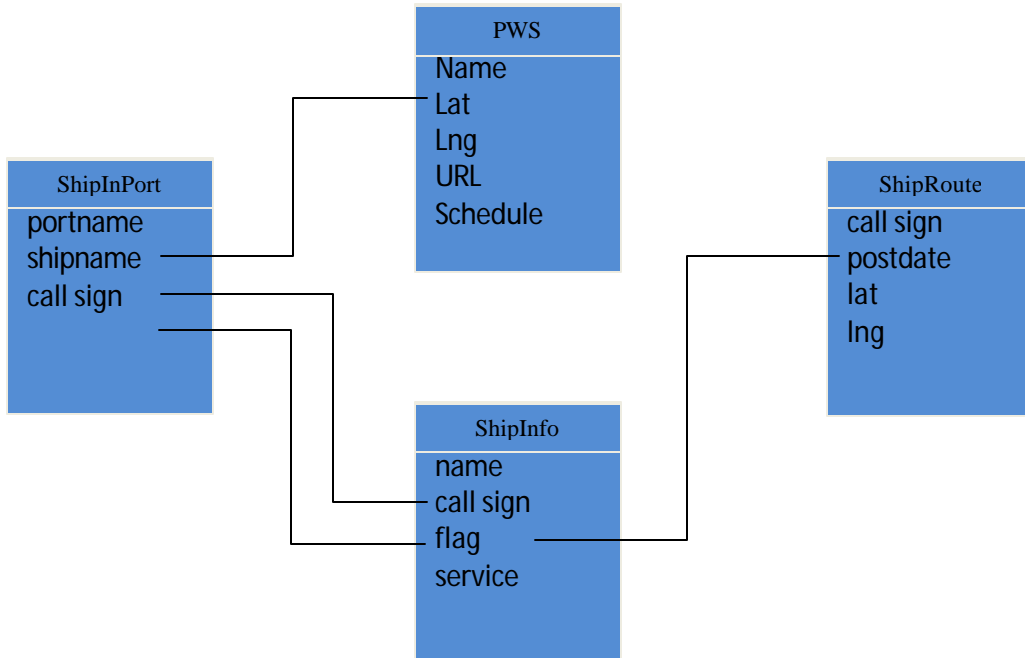 PWS
Name
Lat
Lng
URL
Schedule
ShipInPort
portname
shipname
call sign
ShipRoute
call sign
postdate
lat
lng
ShipInfo
name
call sign
flag
service